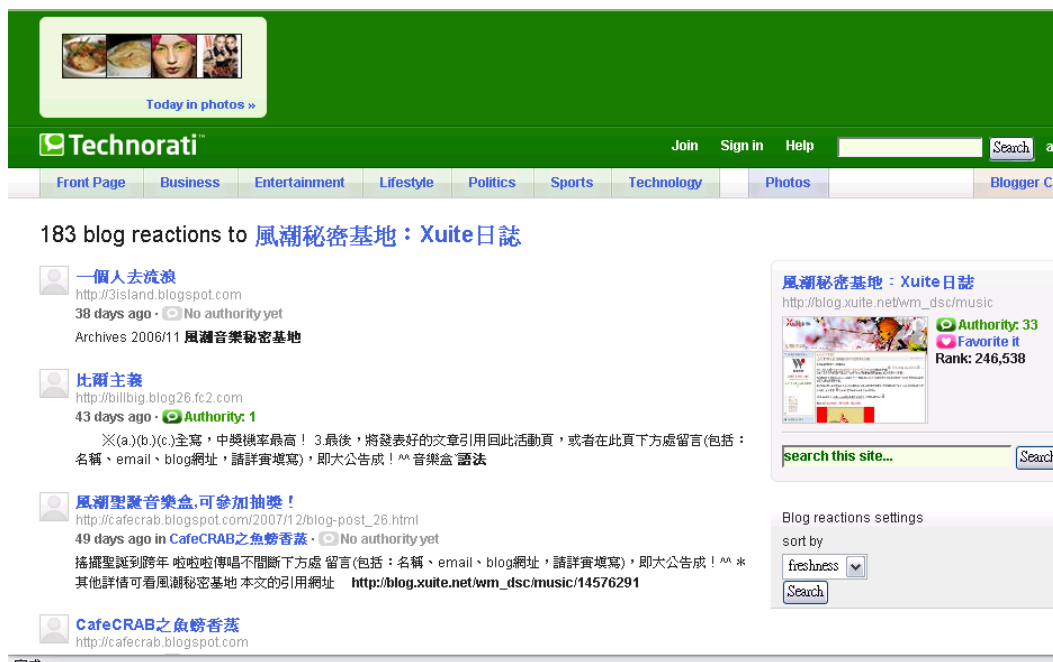 Today in photos »
Technorati™
Join Sign in Help Search a
Front Page Business Entertainment Lifestyle Politics Sports Technology Photos Blogger C
183 blog reactions to 風潮秘密基地：Xuite日誌
一個人去流浪
http://3island.blogspot.com
38 days ago · No authority yet
Archives 2006/11 風潮音樂秘密基地
比爾主義
http://billbig.blog26.fc2.com
43 days ago · Authority: 1
※(a.)(b.)(c.)全寫，中獎機率最高！ 3.最後，將發表好的文章引用回此活動頁，或者在此頁下方處留言(包括：
名稱、email、blog網址，請詳實填寫)，即大公告成！^^ 音樂盒~語法
風潮聖誕音樂盒,可參加抽獎！
http://cafecrab.blogspot.com/2007/12/blog-post_26.html
49 days ago in CafeCRAB之魚螃香蒸 · No authority yet
搖擺聖誕到跨年 啦啦啦傳唱不間斷下方處 留言(包括：名稱、email、blog網址，請詳實填寫)，即大公告成！^^ *
其他詳情可看風潮秘密基地 本文的引用網址 http://blog.xuite.net/wm_dsc/music/14576291
CafeCRAB之魚螃香蒸
http://cafecrab.blogspot.com
風潮秘密基地：Xuite日誌
http://blog.xuite.net/wm_dsc/music
Authority: 33
Favorite it
Rank: 246,538
search this site... Search
Blog reactions settings
sort by
freshness
Search